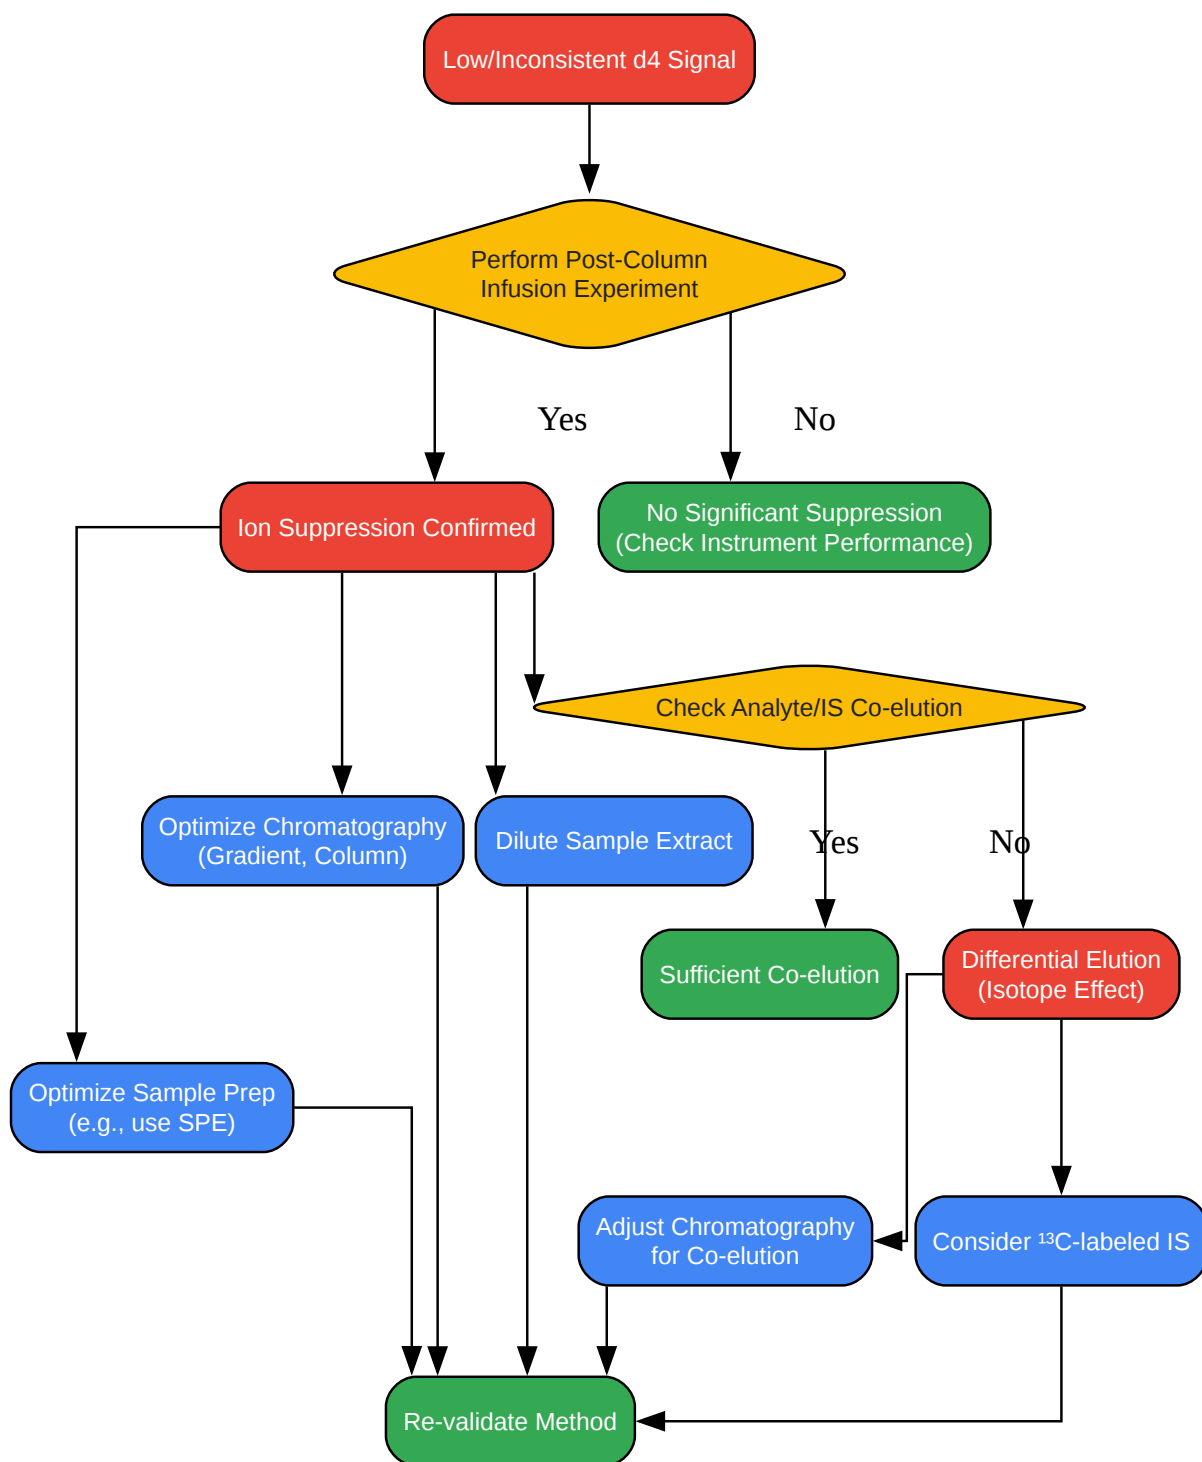 Low/Inconsistent d4 Signal
Perform Post-Column
Infusion Experiment
Yes
No
Ion Suppression Confirmed
No Significant Suppression
(Check Instrument Performance)
Check Analyte/IS Co-elution
Optimize Chromatography
(Gradient, Column)
Dilute Sample Extract
Yes
No
Sufficient Co-elution
Differential Elution
(Isotope Effect)
Optimize Sample Prep
(e.g., use SPE)
Adjust Chromatography
for Co-elution
Consider ¹³C-labeled IS
Re-validate Method